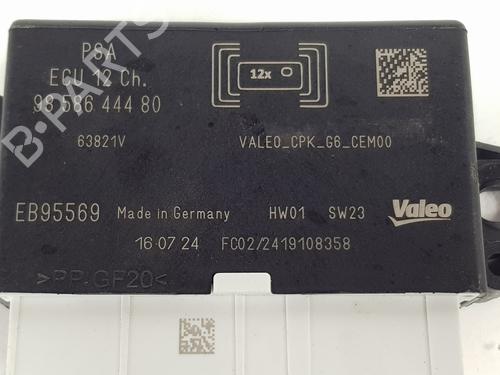 PSA
ECU 12 Ch.
98 586 444 80
12x
63821V
VALEO_CPK_G6_CEM00
EB95569 Made in Germany HW01 SW23 Valeo
16.07.24 FC02/2419108358
>PP-GF20<
B-PARTS